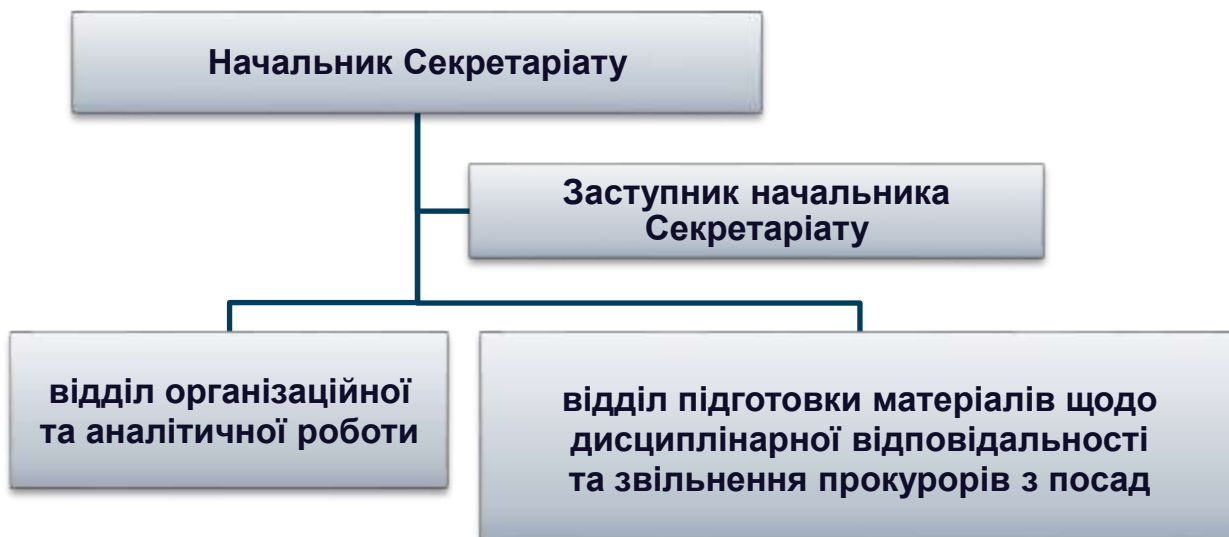 Начальник Секретаріату
Заступник начальника
Секретаріату
відділ організаційної
та аналітичної роботи
відділ підготовки матеріалів щодо
дисциплінарної відповідальності
та звільнення прокурорів з посад